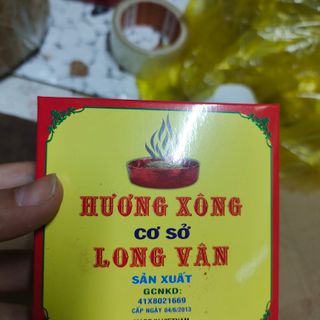 HƯƠNG XÔNG
CƠ SỞ
LONG VÂN
SẢN XUẤT
GCNKD:
41X8021669
CẤP NGÀY 04/6/2013